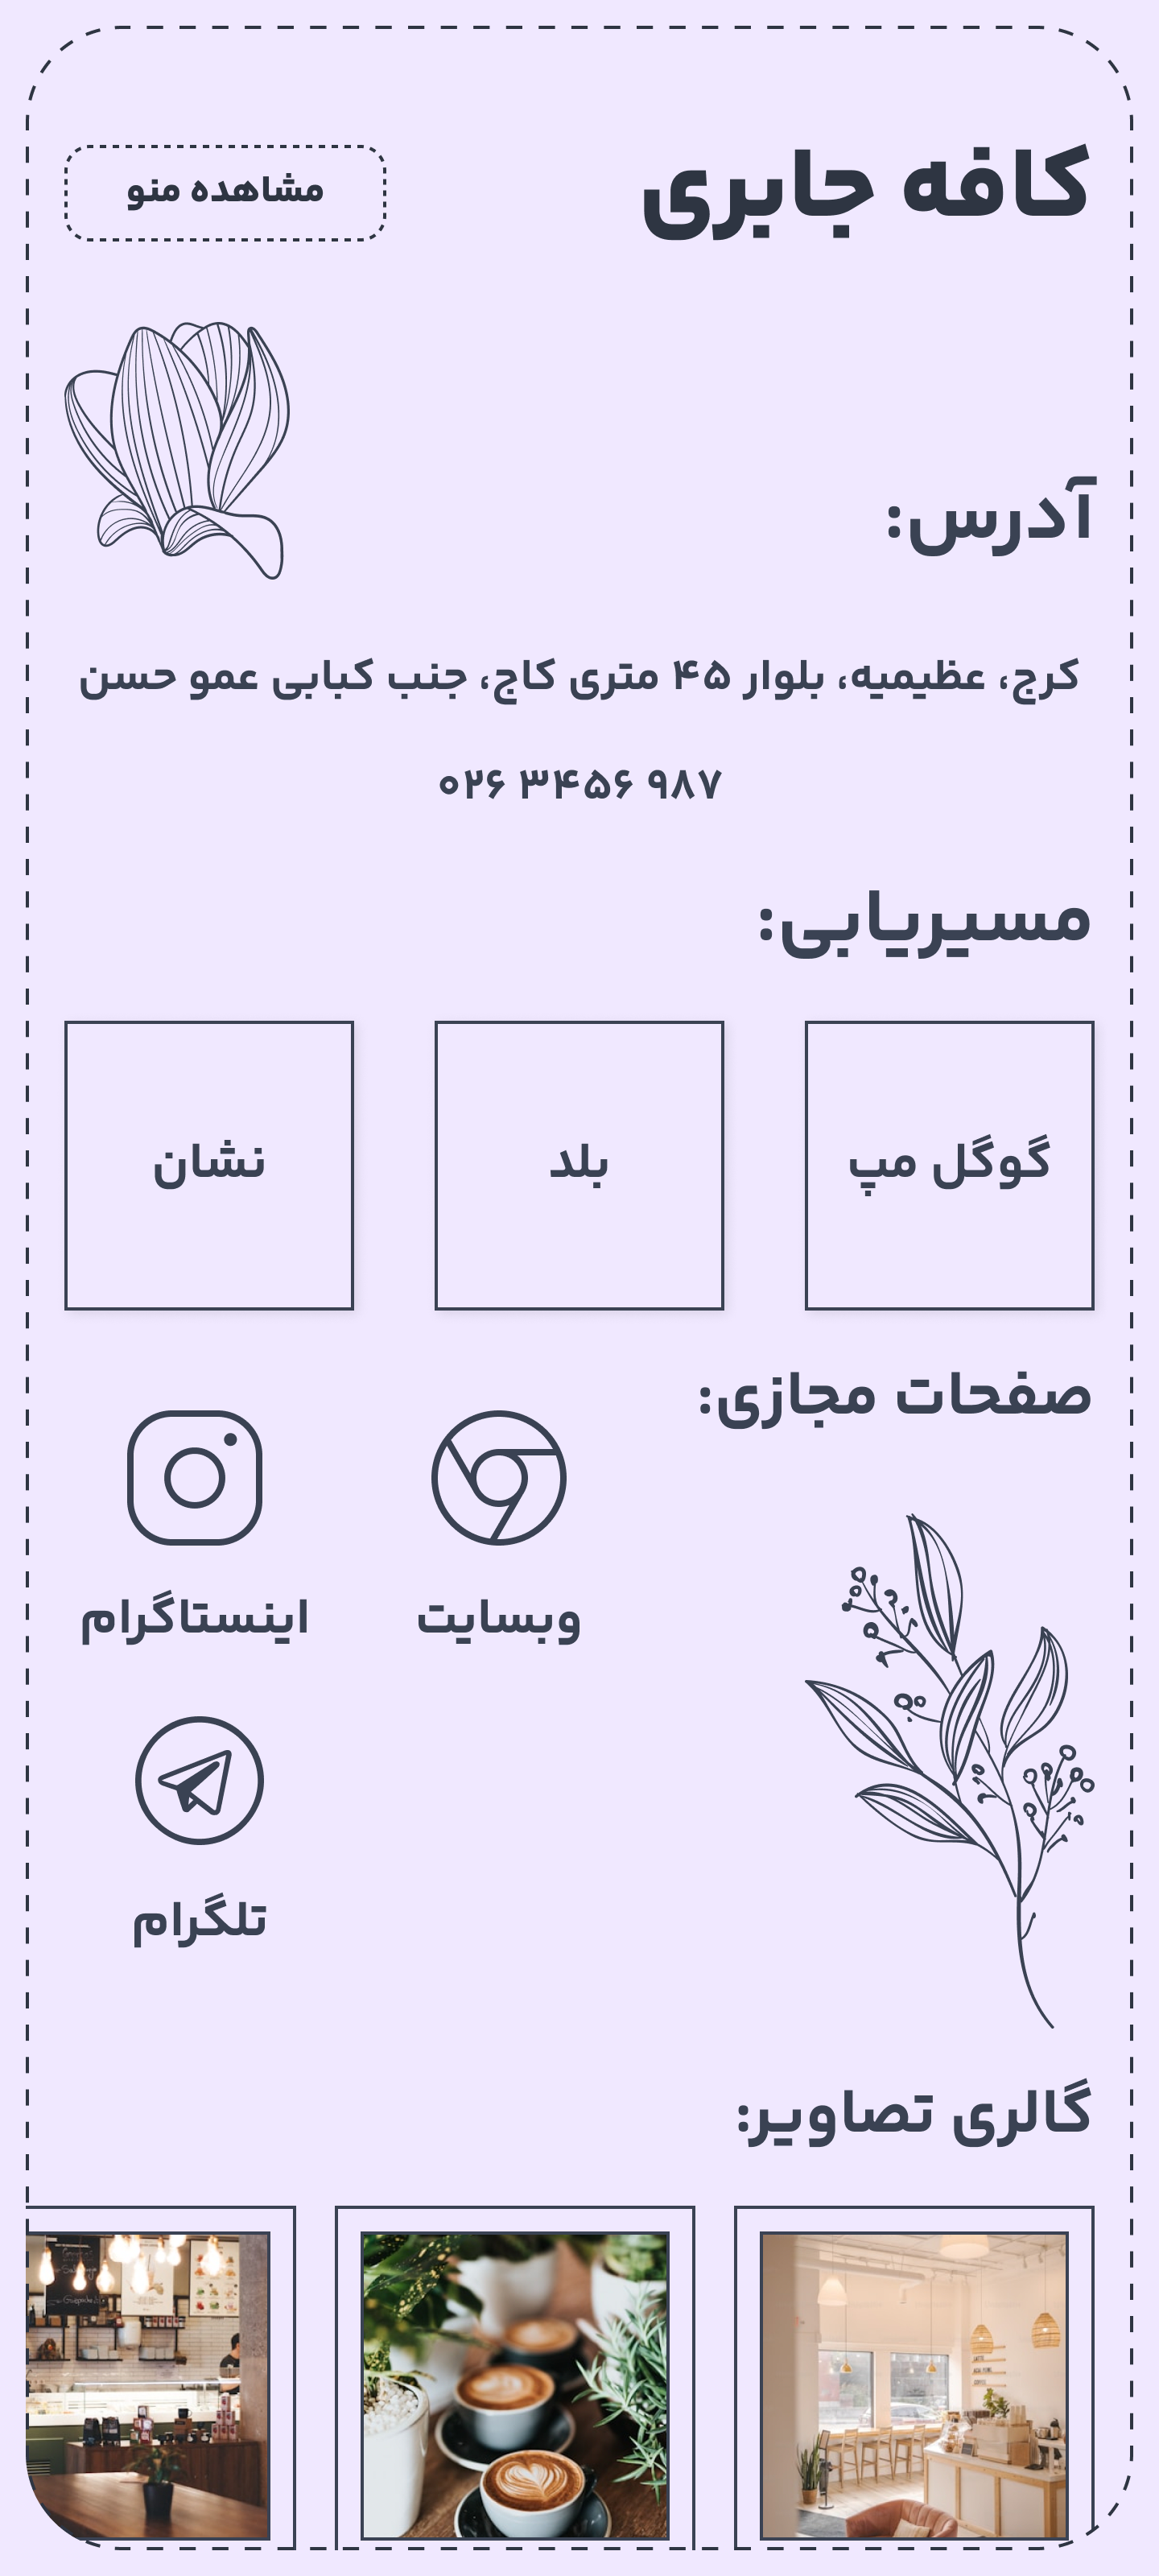 کافه جابری
مشاهده منو
آدرس:
کرج، عظیمیه، بلوار ۴۵ متری کاج، جنب کبابی عمو حسن
۰۲۶ ۳۴۵۶ ۹۸۷
مسیریابی:
گوگل مپ
بلد
نشان
صفحات مجازی:
وبسایت
اینستاگرام
تلگرام
گالری تصاویر: